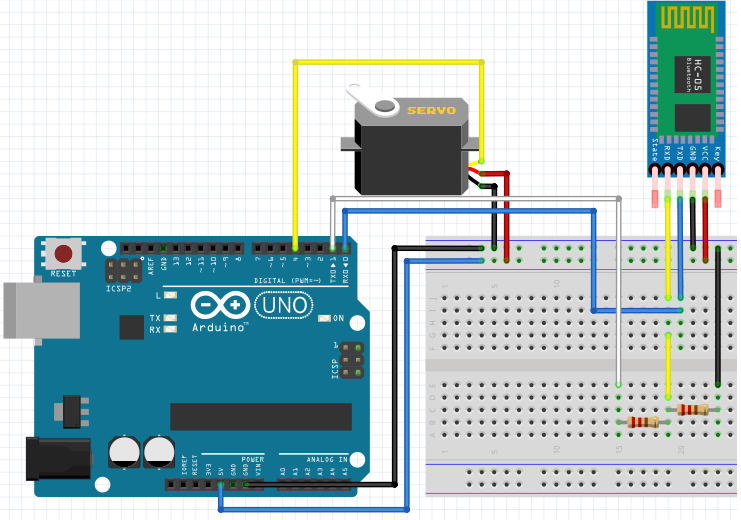 HC-05
Bluetooth
State
RXD
TXD
GND
VCC
Key
SERVO
RESET
ICSP2
AREF
GND
13
12
~11
~10
~9
8
7
~6
~5
4
~3
2
TX0▶1
RX0◀0
DIGITAL (PWM=~)
L
TX
RX
UNO
Arduino™
ON
1
ICSP
IOREF
RESET
3V3
5V
GND
GND
VIN
POWER
ANALOG IN
A0
A1
A2
A3
A4
A5
1
5
10
1
15
20